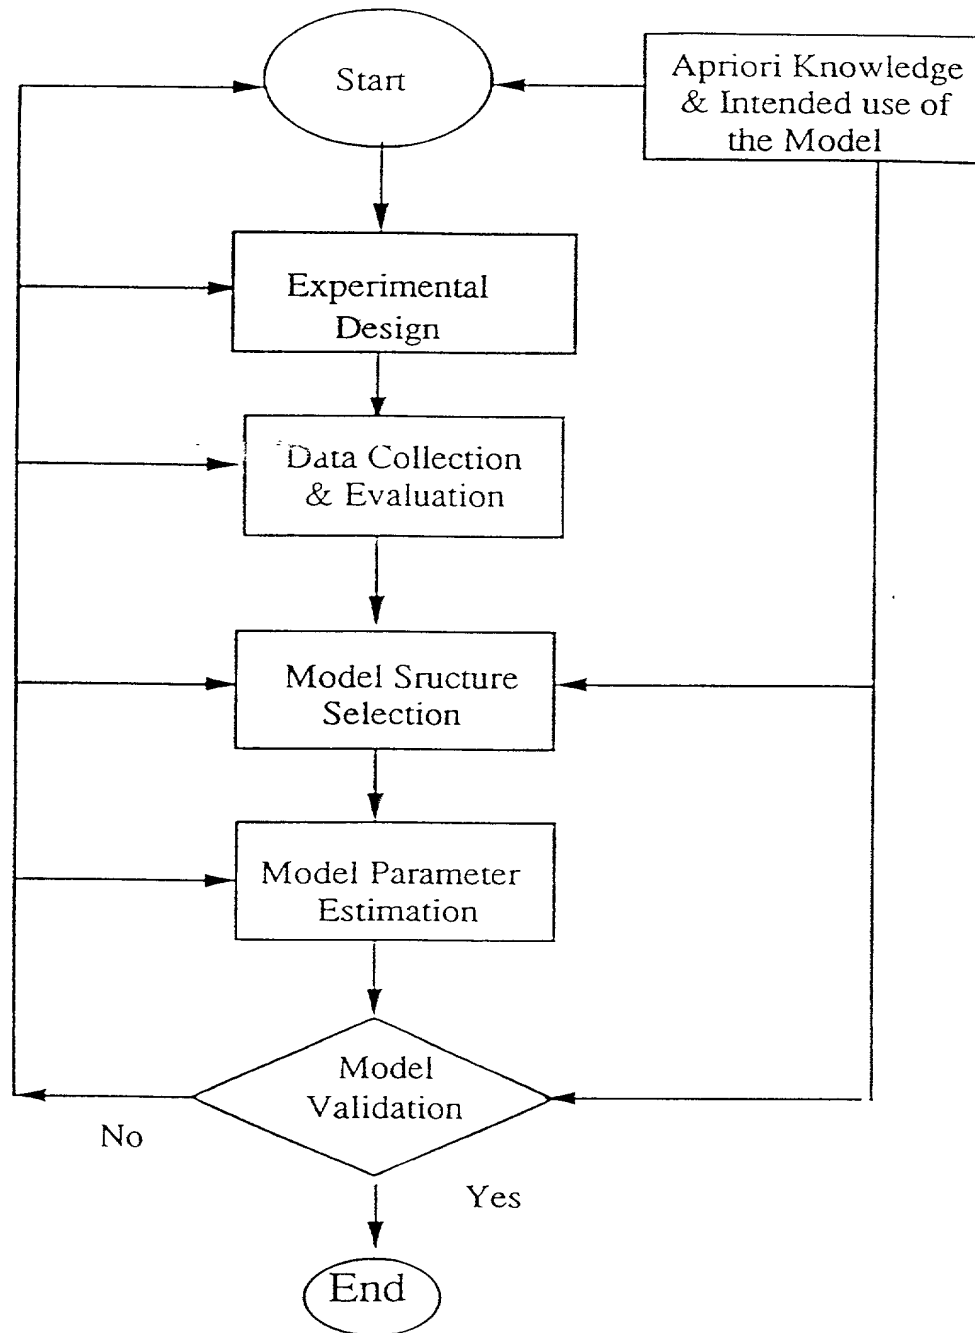 Start
Apriori Knowledge
& Intended use of
the Model
Experimental
Design
Data Collection
& Evaluation
Model Sructure
Selection
Model Parameter
Estimation
Model
Validation
No
Yes
End